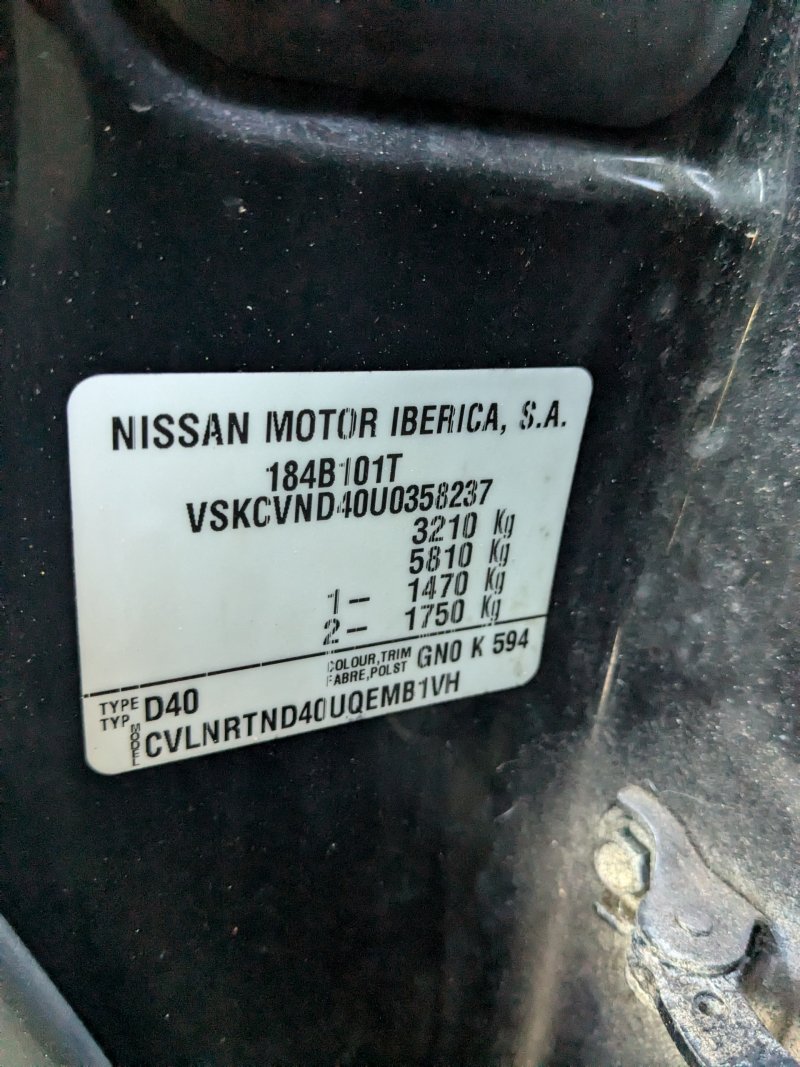 NISSAN MOTOR IBERICA, S.A.
184B101T
VSKCVND40U0358237
3210 Kg
5810 Kg
1- 1470 Kg
2- 1750 Kg
COLOUR,TRIM
FABRE,POLST GN0 K 594
TYPE
TYP D40
MODEL CVLNRTND40UQEMB1VH